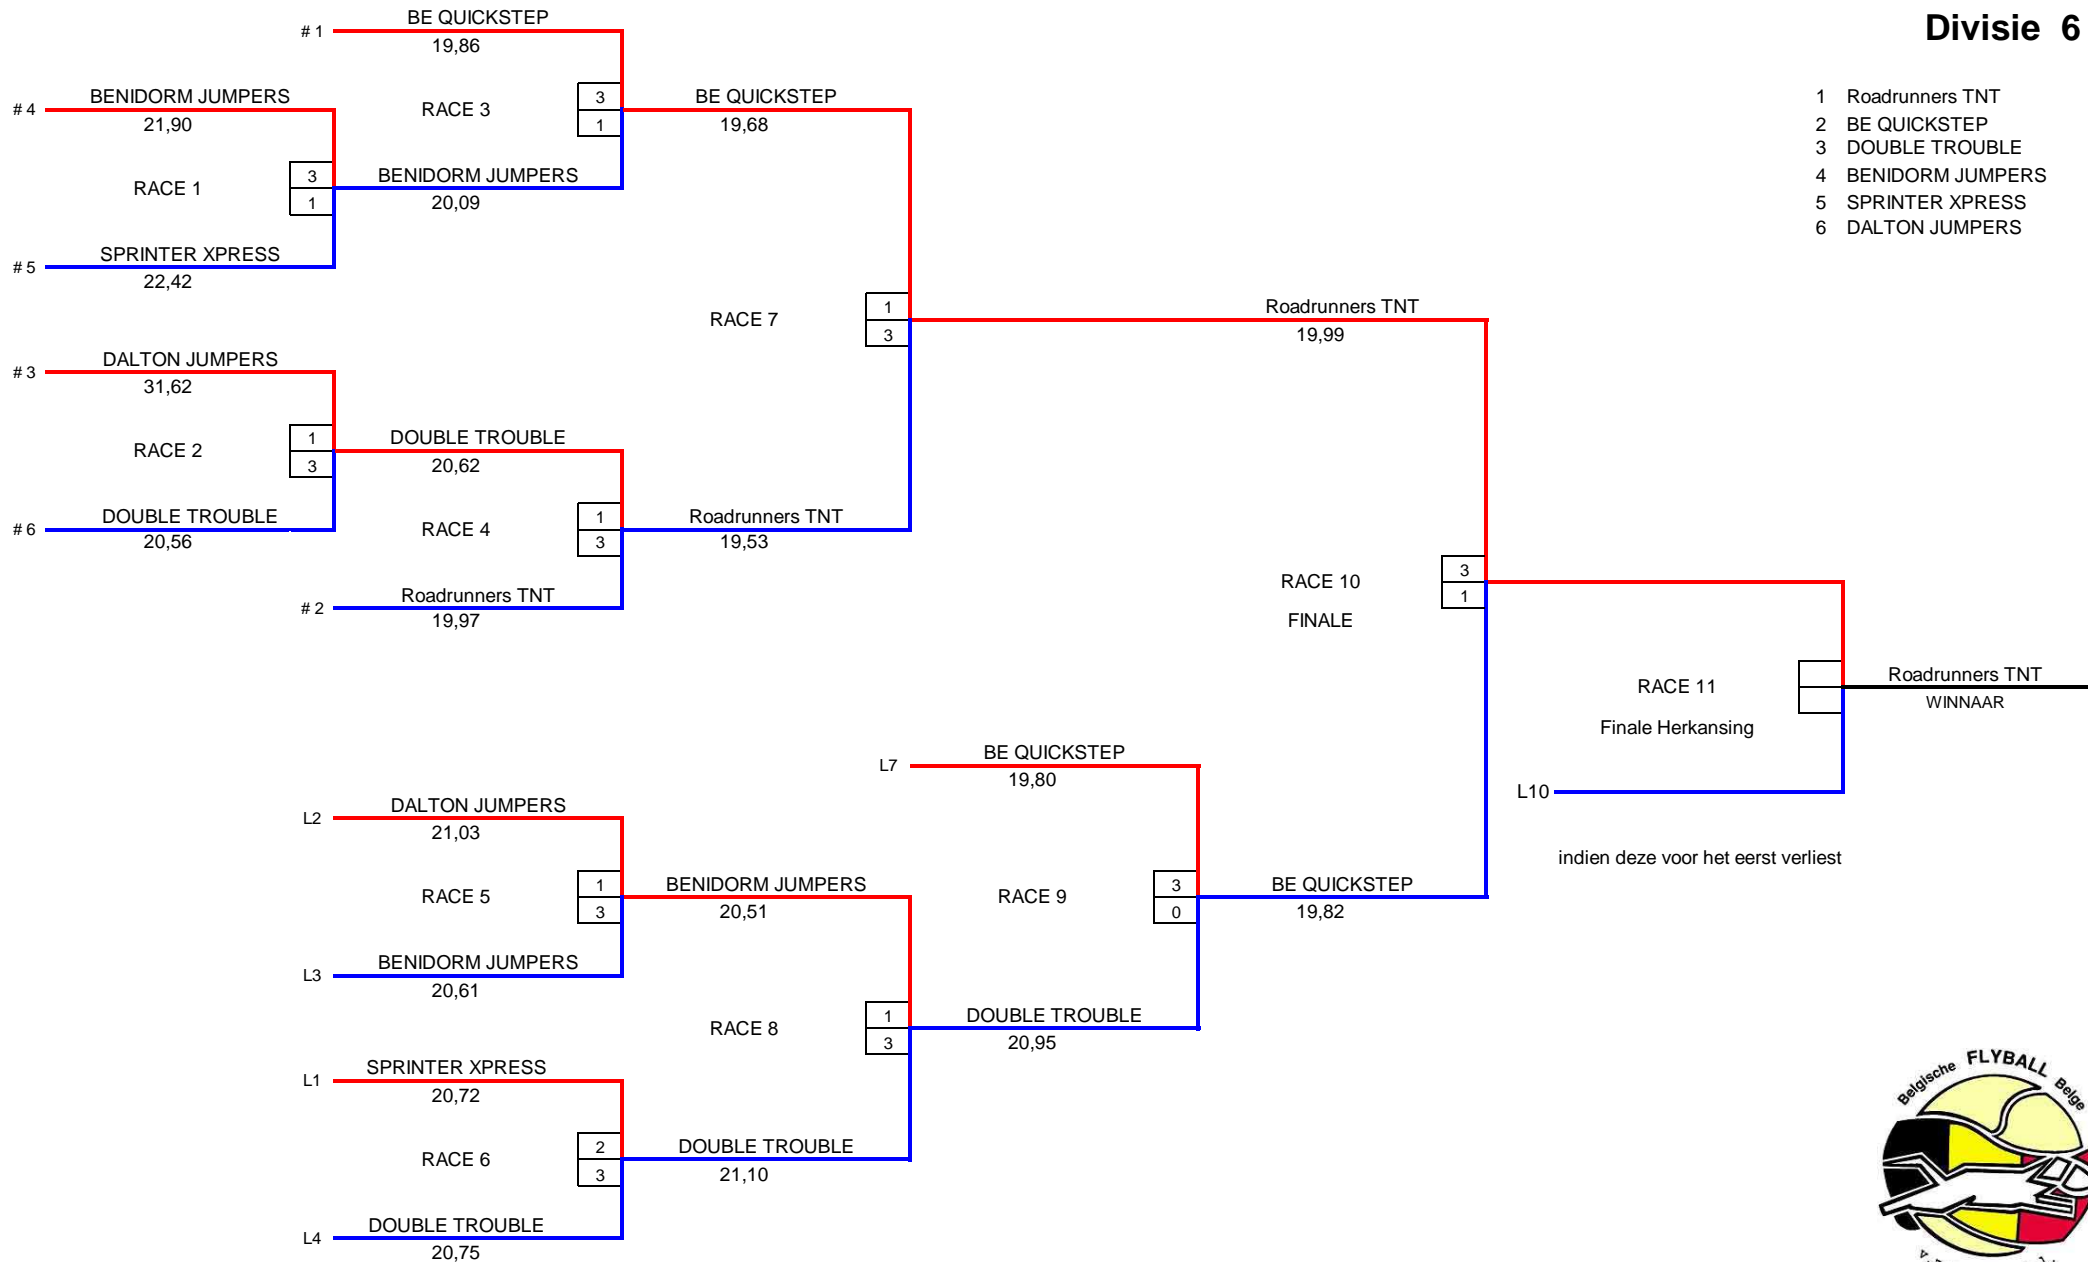 Divisie 6
1 Roadrunners TNT
2 BE QUICKSTEP
3 DOUBLE TROUBLE
4 BENIDORM JUMPERS
5 SPRINTER XPRESS
6 DALTON JUMPERS
# 1
BE QUICKSTEP
19,86
# 4
BENIDORM JUMPERS
21,90
RACE 3
3
1
BE QUICKSTEP
19,68
RACE 1
3
1
BENIDORM JUMPERS
20,09
# 5
SPRINTER XPRESS
22,42
RACE 7
1
3
Roadrunners TNT
19,99
# 3
DALTON JUMPERS
31,62
RACE 2
1
3
DOUBLE TROUBLE
20,62
# 6
DOUBLE TROUBLE
20,56
RACE 4
1
3
Roadrunners TNT
19,53
# 2
Roadrunners TNT
19,97
RACE 10
FINALE
3
1
RACE 11
Finale Herkansing
Roadrunners TNT
WINNAAR
L7
BE QUICKSTEP
19,80
L10
indien deze voor het eerst verliest
L2
DALTON JUMPERS
21,03
RACE 5
1
3
BENIDORM JUMPERS
20,51
RACE 9
3
0
BE QUICKSTEP
19,82
L3
BENIDORM JUMPERS
20,61
RACE 8
1
3
DOUBLE TROUBLE
20,95
L1
SPRINTER XPRESS
20,72
RACE 6
2
3
DOUBLE TROUBLE
21,10
L4
DOUBLE TROUBLE
20,75
Belgische FLYBALL Belge